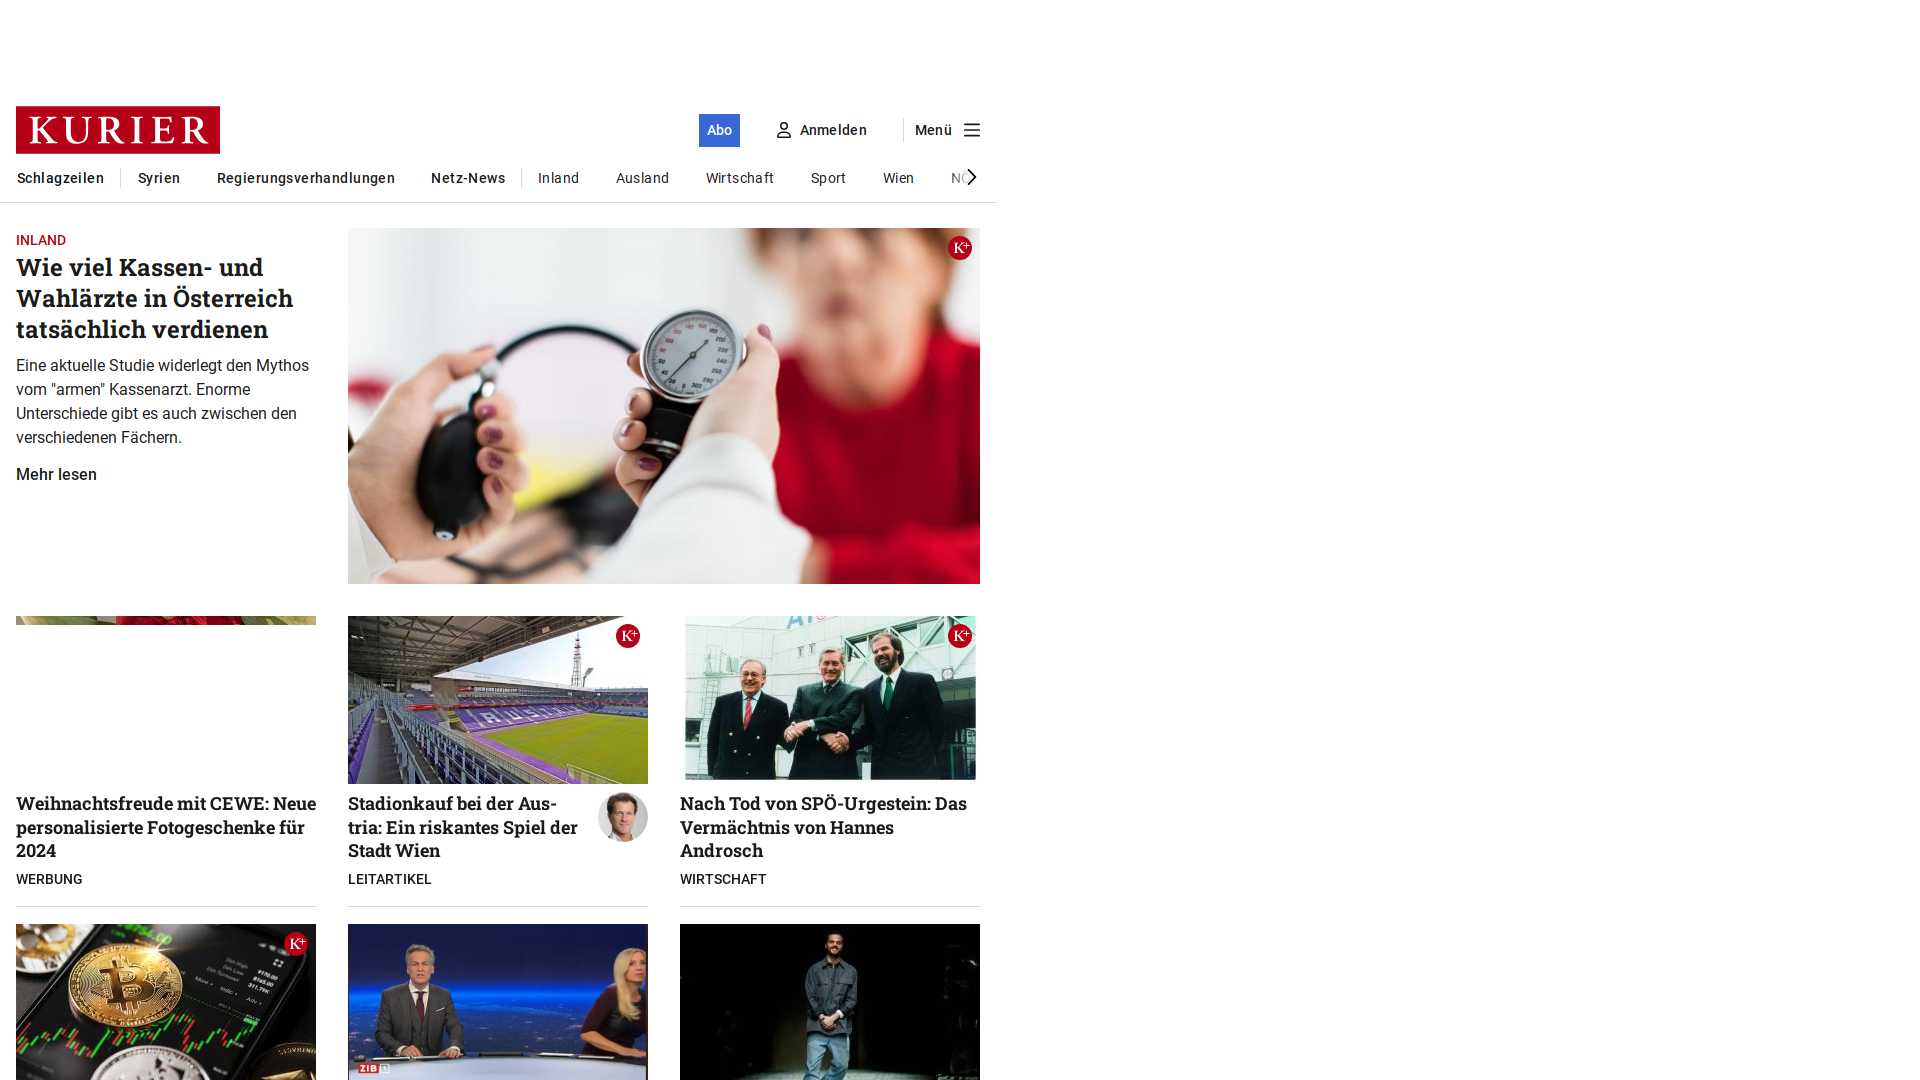 KURIER
Abo
Anmelden
Menü
Schlagzeilen
Syrien
Regierungsverhandlungen
Netz-News
Inland
Ausland
Wirtschaft
Sport
Wien
INLAND
Wie viel Kassen- und
Wahlärzte in Österreich
tatsächlich verdienen
Eine aktuelle Studie widerlegt den Mythos
vom "armen" Kassenarzt. Enorme
Unterschiede gibt es auch zwischen den
verschiedenen Fächern.
Mehr lesen
K+
K+
K+
Weihnachtsfreude mit CEWE: Neue
personalisierte Fotogeschenke für
2024
WERBUNG
Stadionkauf bei der Aus-
tria: Ein riskantes Spiel der
Stadt Wien
LEITARTIKEL
Nach Tod von SPÖ-Urgestein: Das
Vermächtnis von Hannes
Androsch
WIRTSCHAFT
K+
ZIB